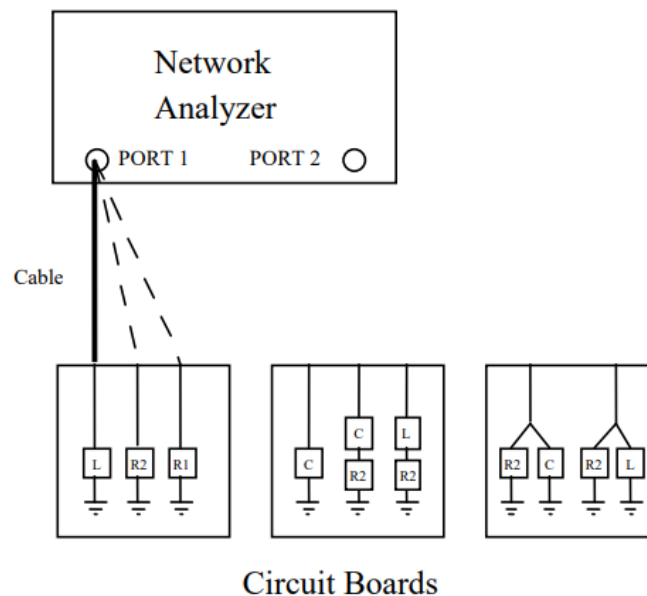 Network
Analyzer
PORT 1 PORT 2
Cable
C L
L R2 R1 C R2 R2 R2 C R2 L
Circuit Boards